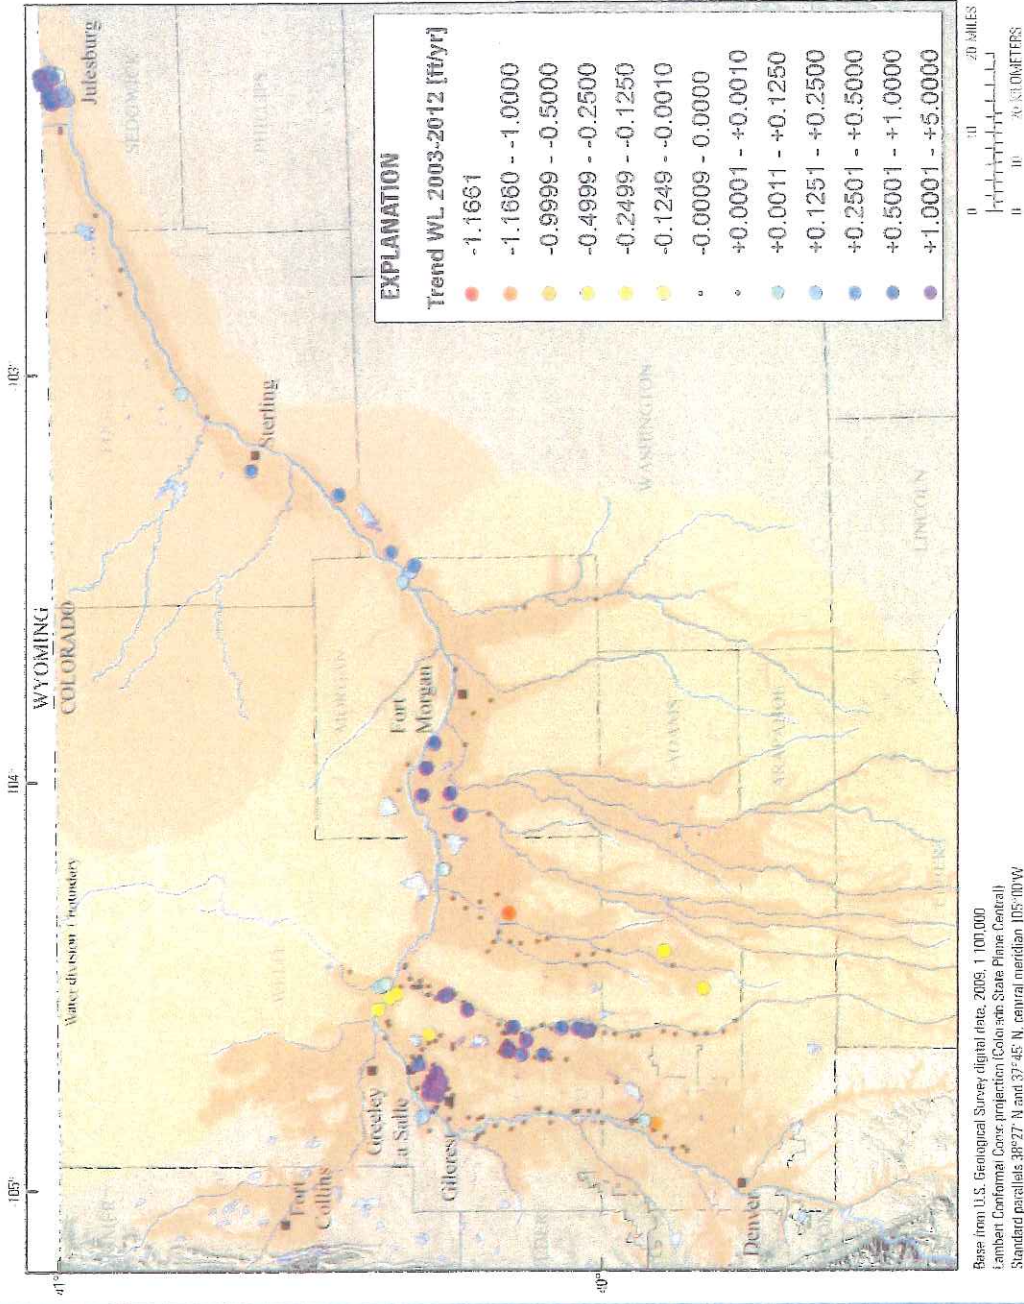 WYOMING
COLORADO
Water division 1 boundary
105°
104°
103°
41°
40°
Julesburg
SEDGWICK
PHILLIPS
Sterling
WASHINGTON
LINCOLN
MORGAN
Fort
Morgan
ADAMS
ARAPAHOE
Greeley
La Salle
Gilcrest
Fort
Collins
Denver
EXPLANATION
Trend WL 2003-2012 [ft/yr]
-1.1661
-1.1660 - -1.0000
-0.9999 - -0.5000
-0.4999 - -0.2500
-0.2499 - -0.1250
-0.1249 - -0.0010
-0.0009 - 0.0000
+0.0001 - +0.0010
+0.0011 - +0.1250
+0.1251 - +0.2500
+0.2501 - +0.5000
+0.5001 - +1.0000
+1.0001 - +5.0000
0 10 20 MILES
0 10 20 KILOMETERS
Base from U.S. Geological Survey digital data, 2009, 1:100,000
Lambert Conformal Conic projection (Colorado State Plane Central)
Standard parallels 38°27' N and 37°45' N, central meridian 105°00'W